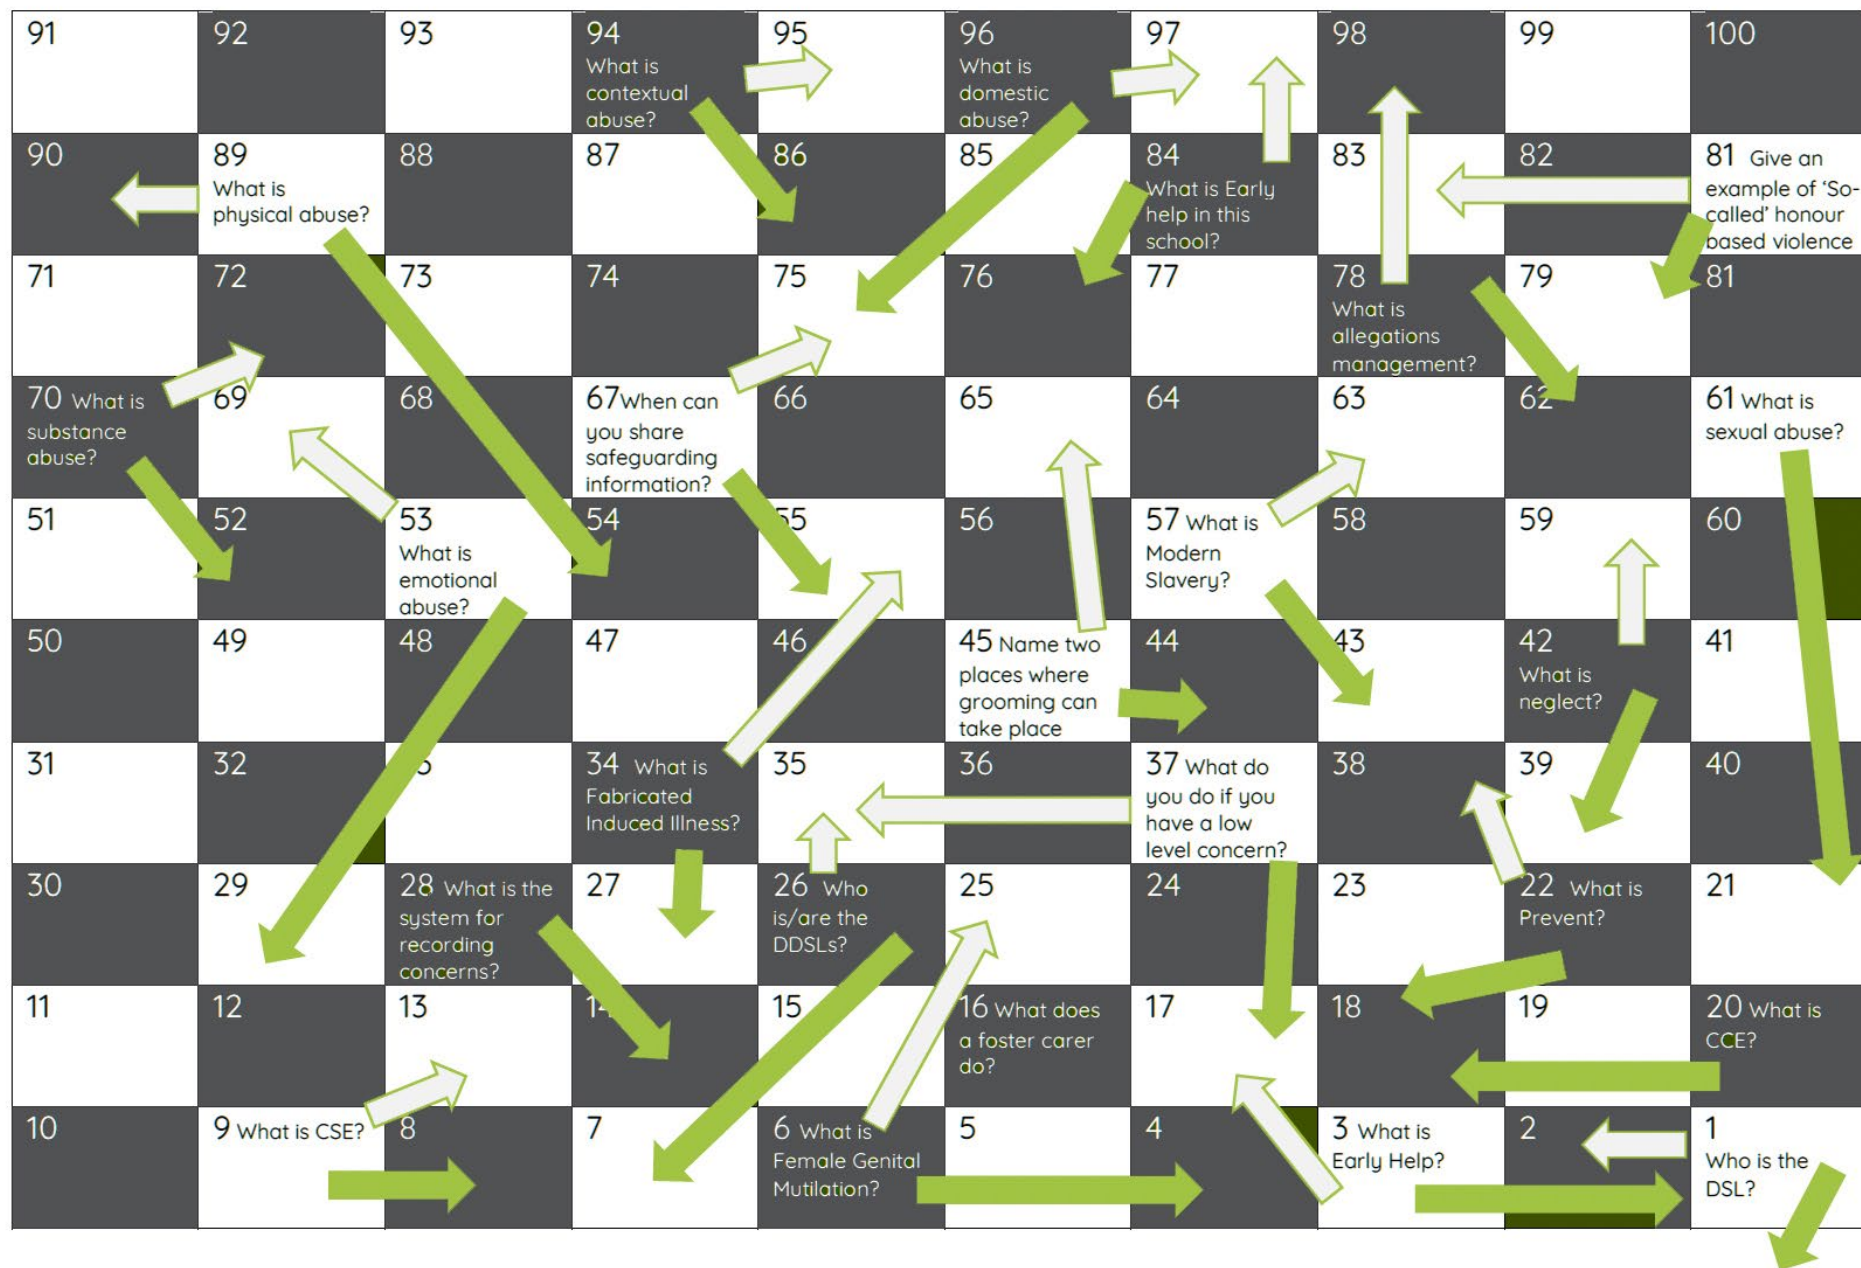 91
92
93
94
What is
contextual
abuse?
95
96
What is
domestic
abuse?
97
98
99
100
90
89
What is
physical abuse?
88
87
86
85
84
What is Early
help in this
school?
83
82
81 Give an
example of ‘So-
called’ honour
based violence
71
72
73
74
75
76
77
78
What is
allegations
management?
79
81
70 What is
substance
abuse?
69
68
67When can
you share
safeguarding
information?
66
65
64
63
62
61 What is
sexual abuse?
51
52
53
What is
emotional
abuse?
54
55
56
57 What is
Modern
Slavery?
58
59
60
50
49
48
47
46
45 Name two
places where
grooming can
take place
44
43
42
What is
neglect?
41
31
32
34 What is
Fabricated
Induced Illness?
35
36
37 What do
you do if you
have a low
level concern?
38
39
40
30
29
28 What is the
system for
recording
concerns?
27
26 Who
is/are the
DDSLs?
25
24
23
22 What is
Prevent?
21
11
12
13
14
15
16 What does
a foster carer
do?
17
18
19
20 What is
CCE?
10
9 What is CSE?
8
7
6 What is
Female Genital
Mutilation?
5
4
3 What is
Early Help?
2
1
Who is the
DSL?